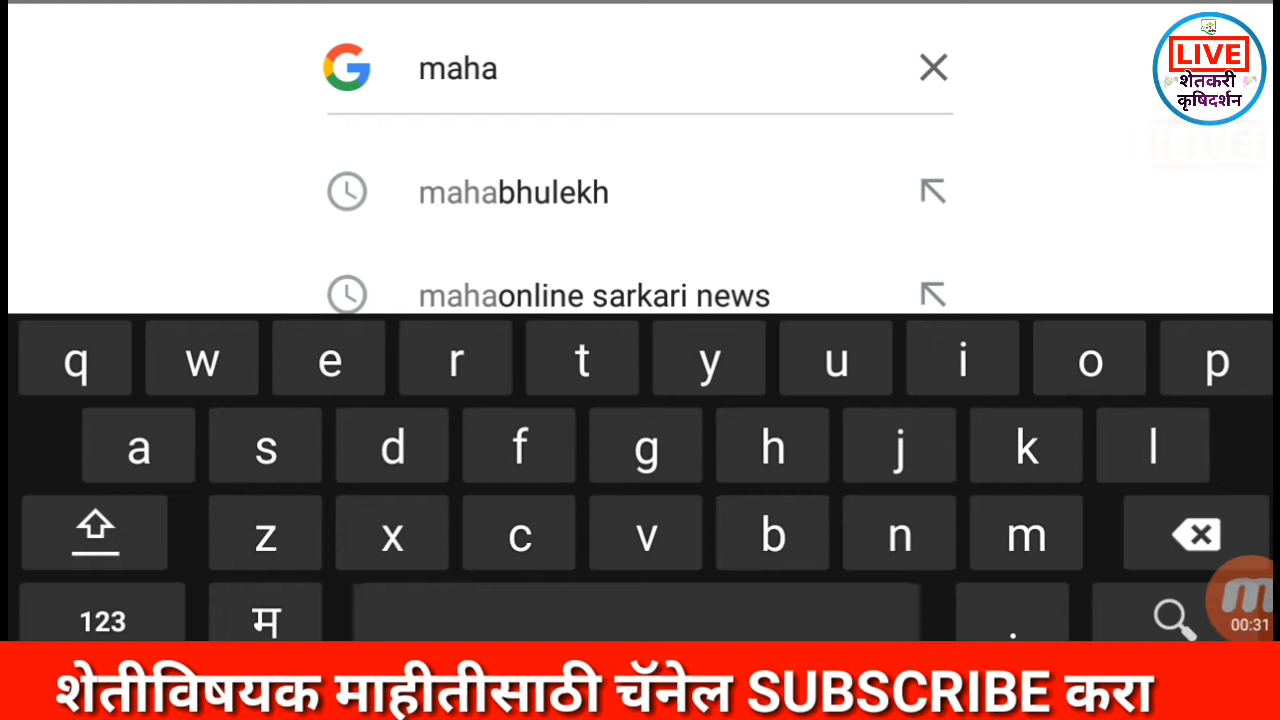 maha
LIVE
शेतकरी
कृषिदर्शन
mahabhulekh
mahaonline sarkari news
q w e r t y u i o p
a s d f g h j k l
z x c v b n m
123 म .
00:31
शेतीविषयक माहीतीसाठी चॅनेल SUBSCRIBE करा